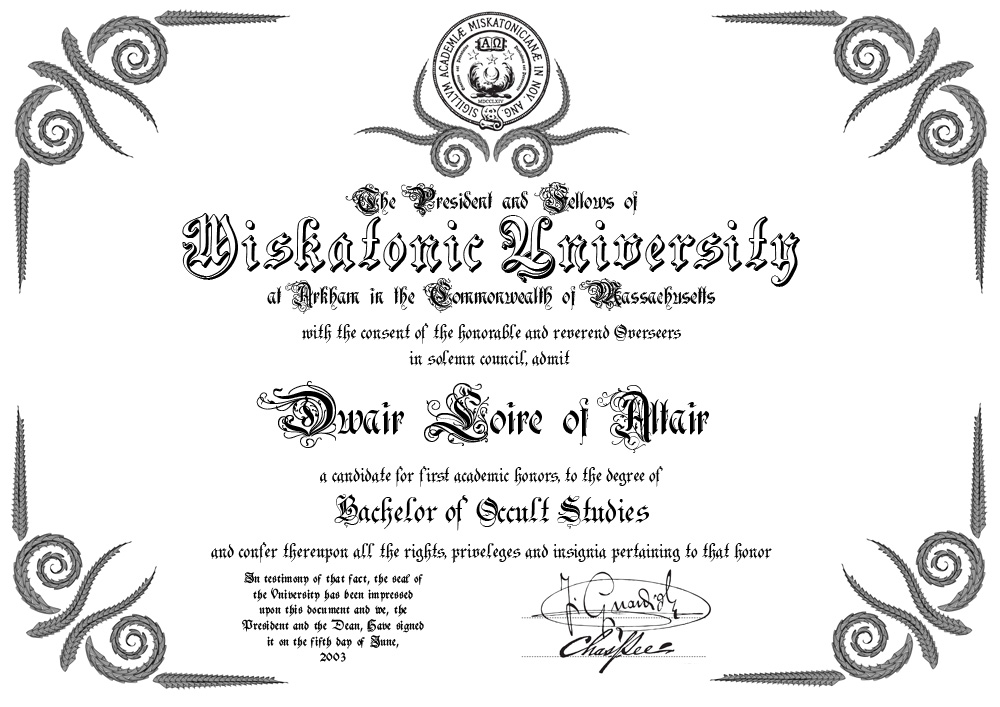 SIGILLVM ACADEMIÆ MISKATONICIANÆ IN NOV ANG.
ΑΩ
MDCCLXIV
The President and Fellows of
Miskatonic University
at Arkham in the Commonwealth of Massachusetts
with the consent of the honorable and reverend Overseers
in solemn council, admit
Dwair Loire of Altair
a candidate for first academic honors, to the degree of
Bachelor of Occult Studies
and confer thereupon all the rights, priveleges and insignia pertaining to that honor
In testimony of that fact, the seal of
the University has been impressed
upon this document and we, the
President and the Dean, Have signed
it on the fifth day of June,
2003